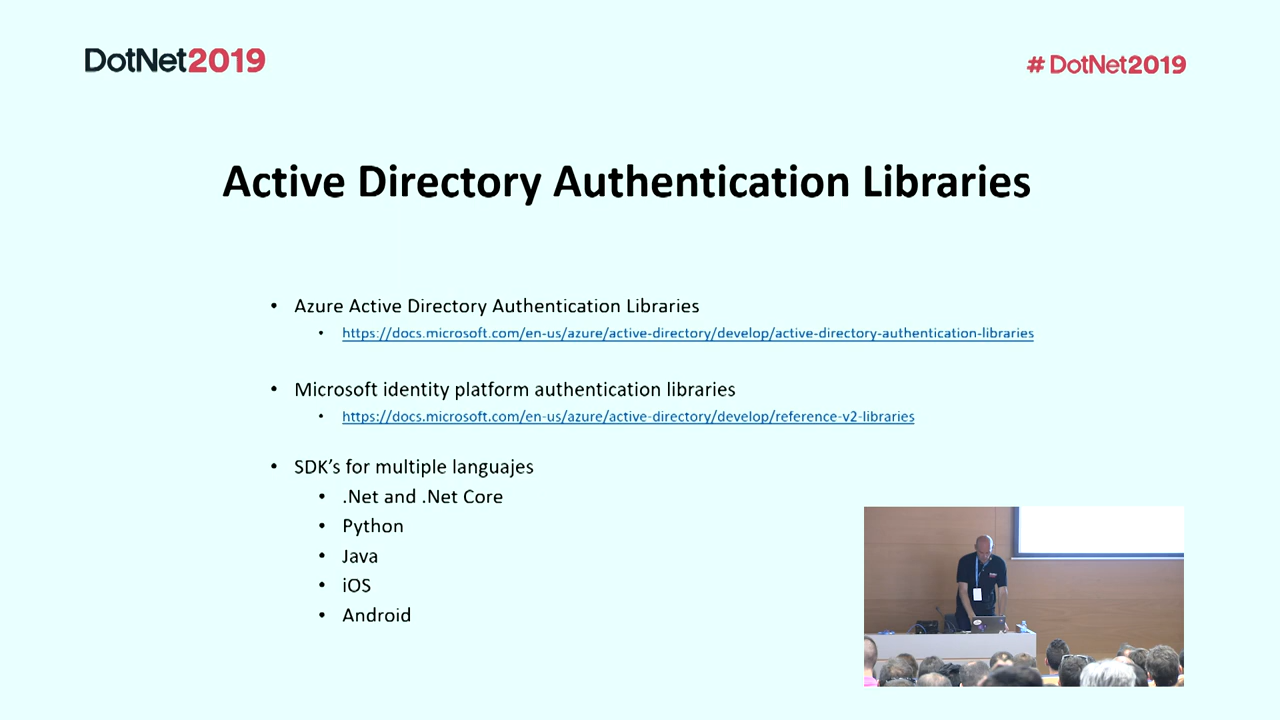 DotNet2019
# DotNet2019
Active Directory Authentication Libraries
• Azure Active Directory Authentication Libraries
• https://docs.microsoft.com/en-us/azure/active-directory/develop/active-directory-authentication-libraries
• Microsoft identity platform authentication libraries
• https://docs.microsoft.com/en-us/azure/active-directory/develop/reference-v2-libraries
• SDK's for multiple languajes
• .Net and .Net Core
• Python
• Java
• iOS
• Android